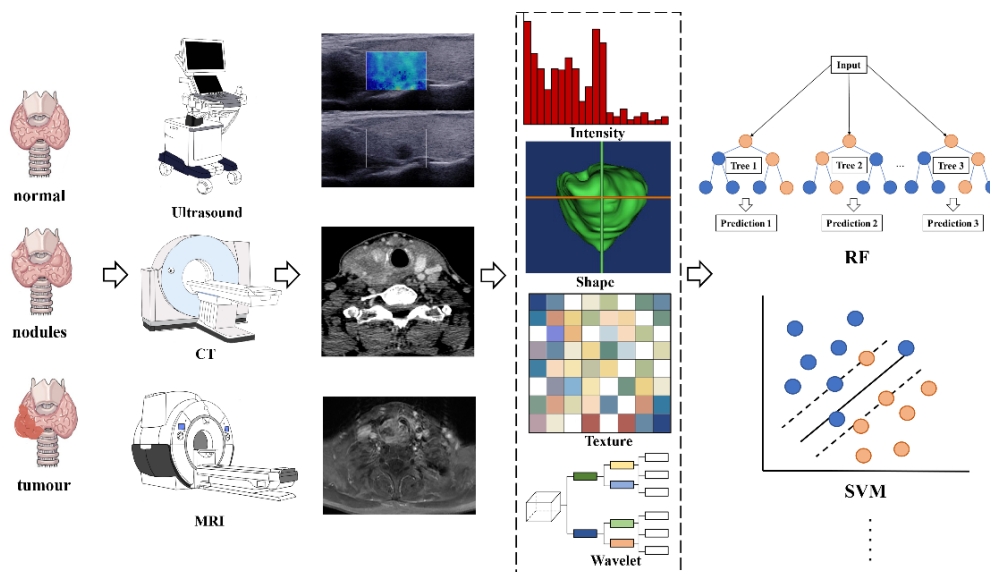 normal
nodules
tumour
Ultrasound
CT
MRI
Intensity
Shape
Texture
Wavelet
Input
Tree 1
Tree 2
...
Tree 3
Prediction 1
Prediction 2
Prediction 3
RF
SVM